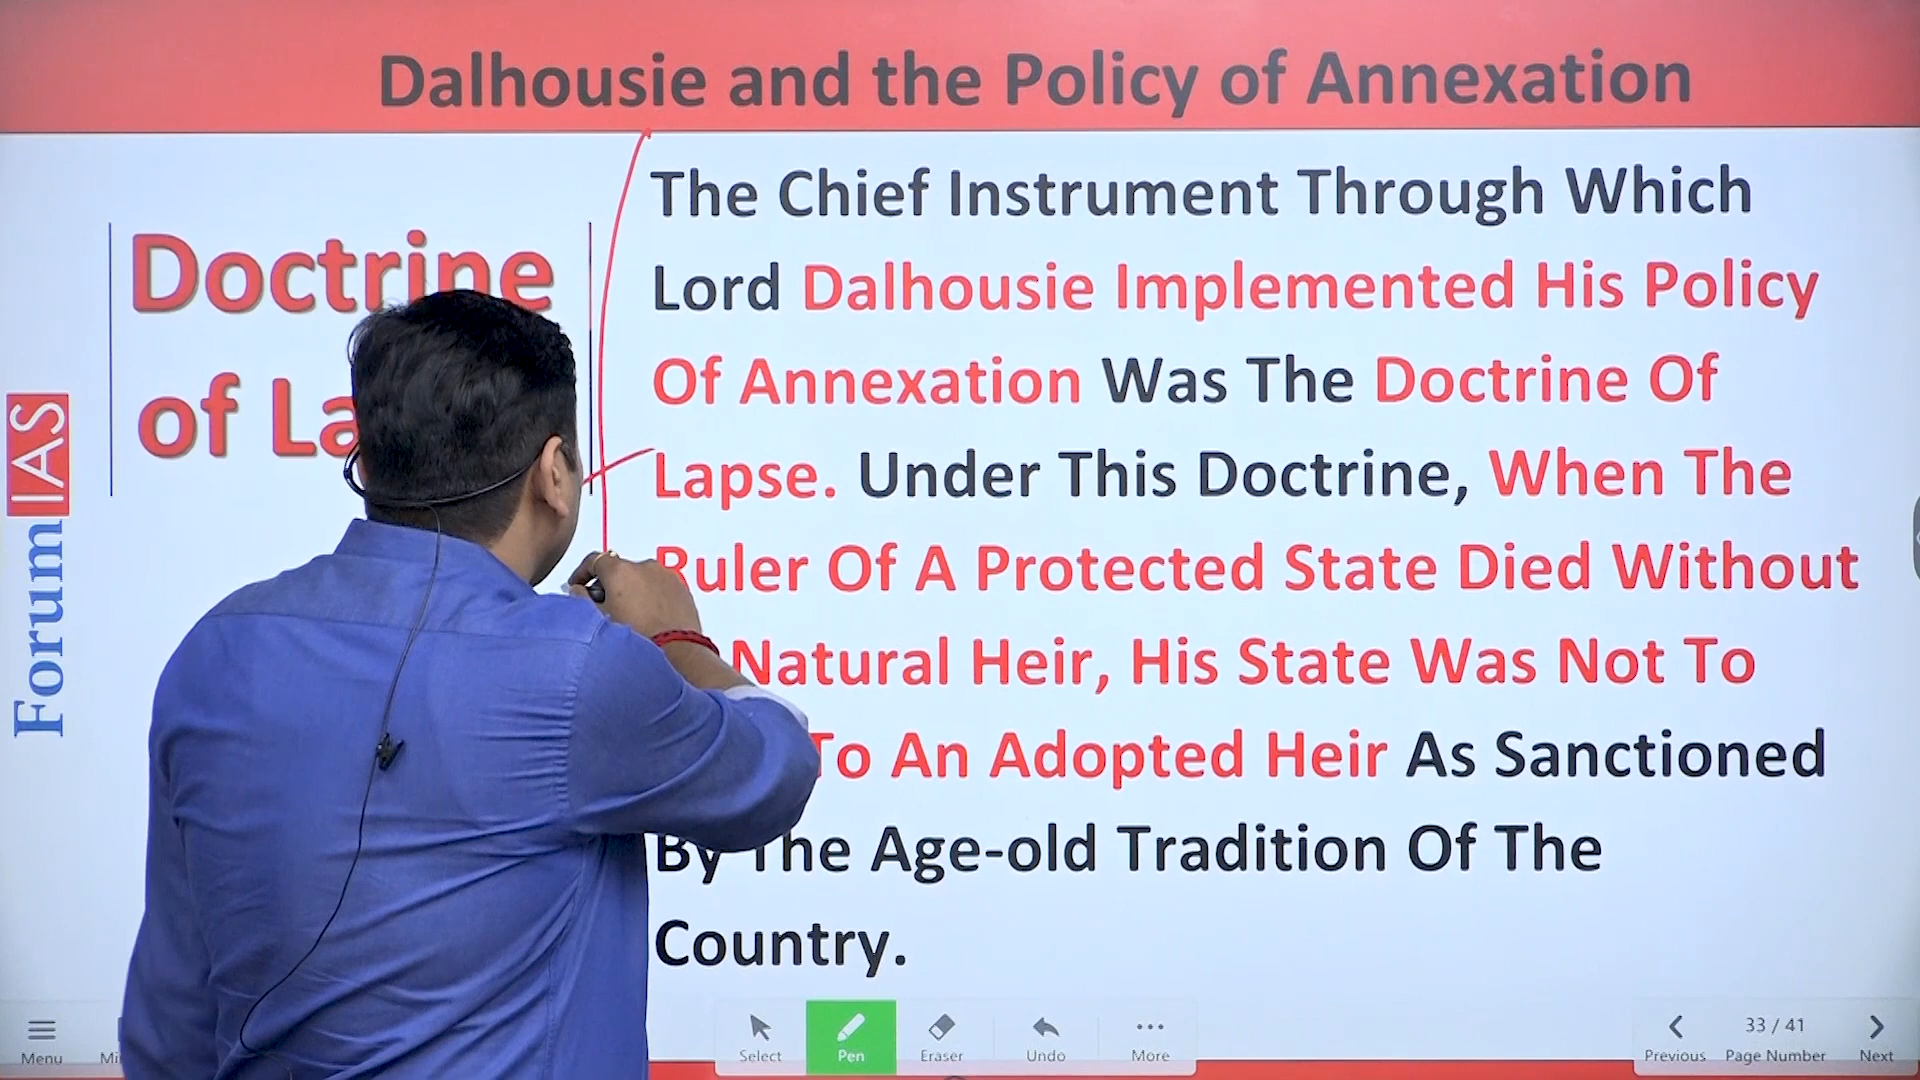 Dalhousie and the Policy of Annexation
Doctrine
of
The Chief Instrument Through Which
Lord Dalhousie Implemented His Policy
Of Annexation Was The Doctrine Of
Lapse. Under This Doctrine, When The
Ruler Of A Protected State Died Without
Natural Heir, His State Was Not To
To An Adopted Heir As Sanctioned
By The Age-old Tradition Of The
Country.
Forum IAS
Menu
Select
Pen
Eraser
Undo
More
33 / 41
Previous
Page Number
Next